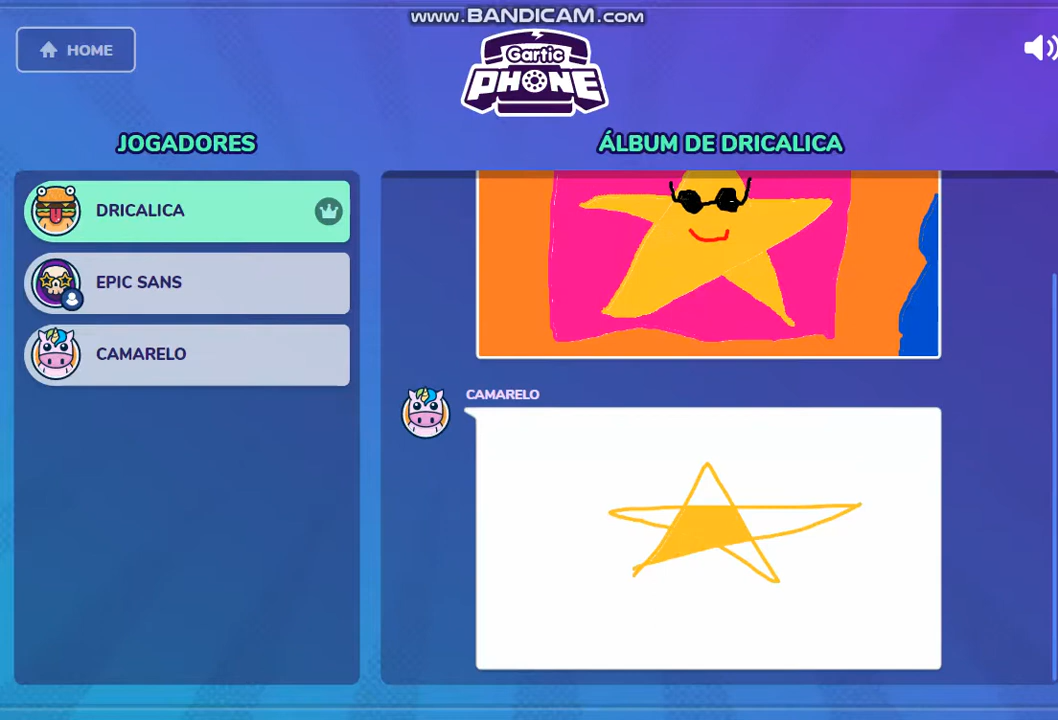 www.BANDICAM.com
HOME
Gartic
PHONE
JOGADORES
ÁLBUM DE DRICALICA
DRICALICA
EPIC SANS
CAMARELO
CAMARELO